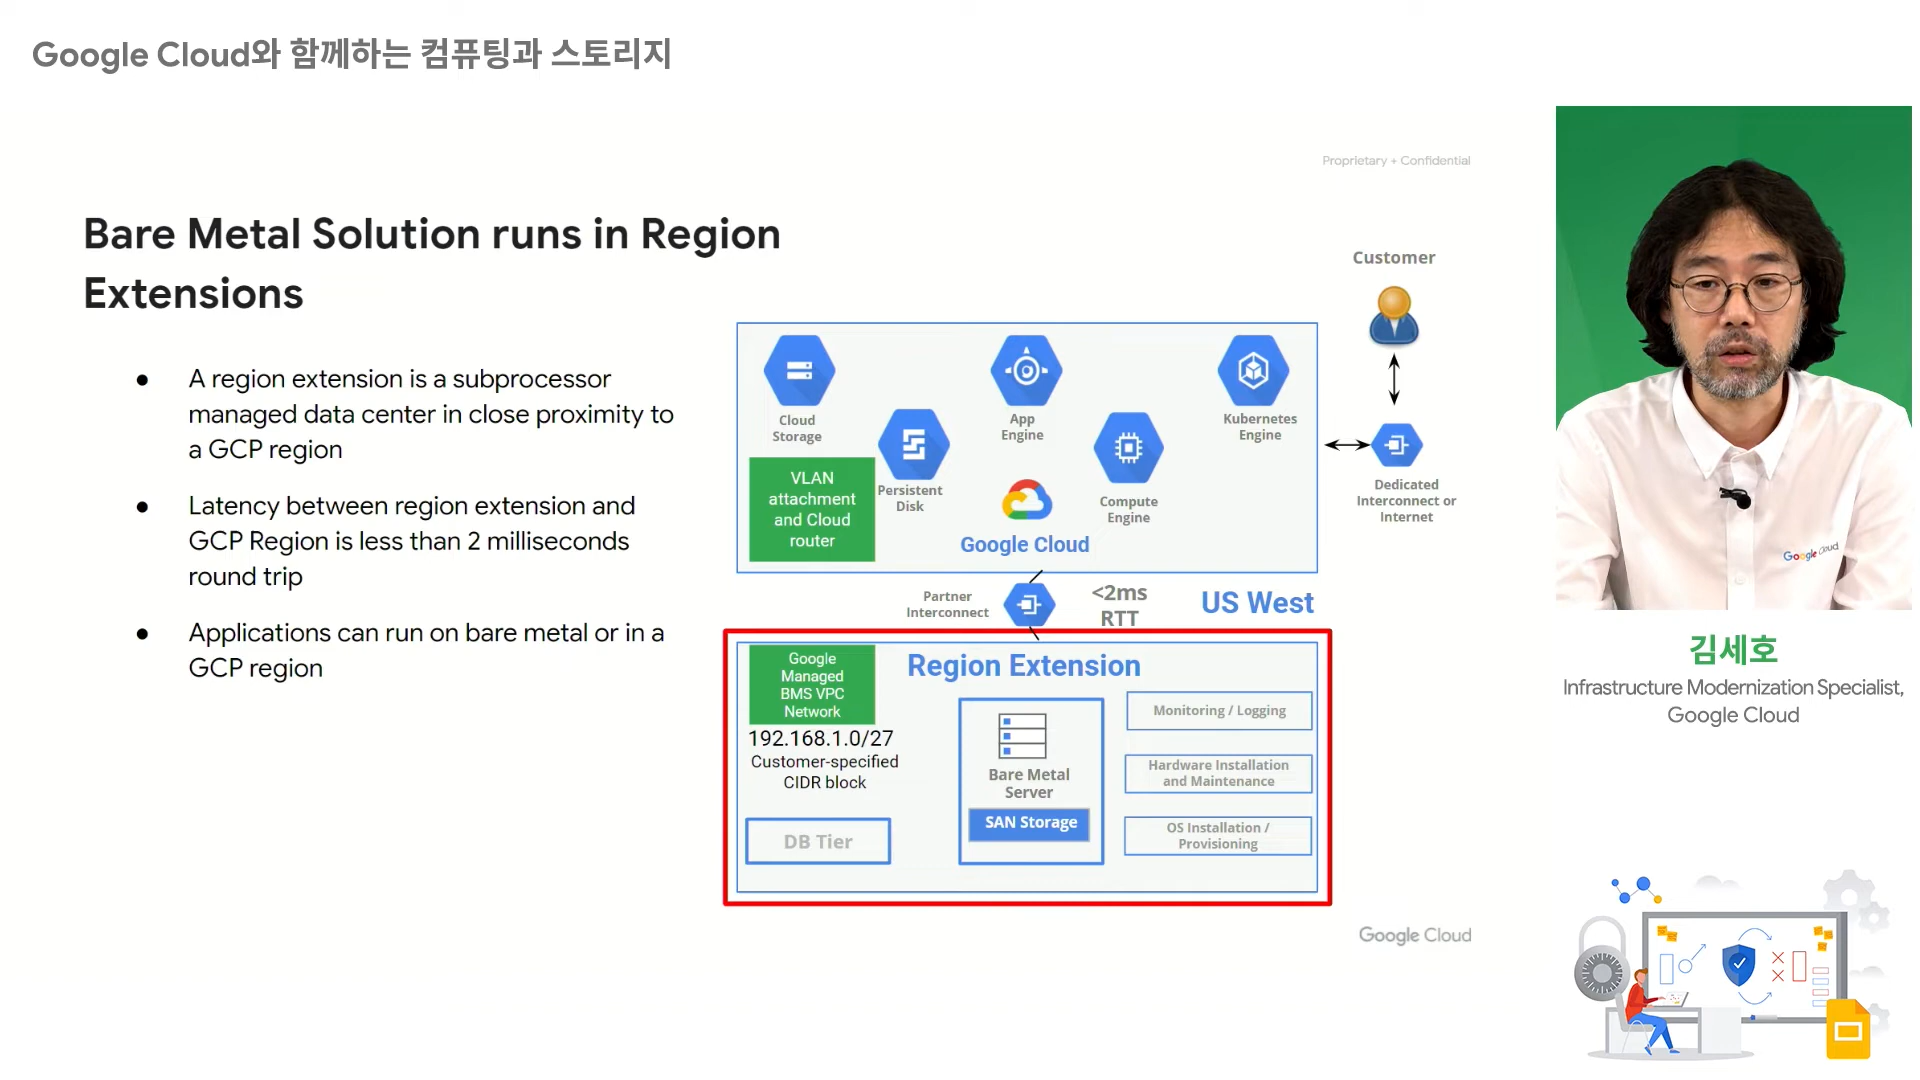 Google Cloud와 함께하는 컴퓨팅과 스토리지
Proprietary + Confidential
Bare Metal Solution runs in Region
Extensions
● A region extension is a subprocessor
managed data center in close proximity to
a GCP region
● Latency between region extension and
GCP Region is less than 2 milliseconds
round trip
● Applications can run on bare metal or in a
GCP region
Customer
Cloud
Storage
App
Engine
Kubernetes
Engine
VLAN
attachment
and Cloud
router
Persistent
Disk
Compute
Engine
Google Cloud
Dedicated
Interconnect or
Internet
Partner
Interconnect
<2ms
RTT
US West
Google
Managed
BMS VPC
Network
Region Extension
192.168.1.0/27
Customer-specified
CIDR block
DB Tier
Bare Metal
Server
SAN Storage
Monitoring / Logging
Hardware Installation
and Maintenance
OS Installation /
Provisioning
Google Cloud
Google Cloud
김세호
Infrastructure Modernization Specialist,
Google Cloud